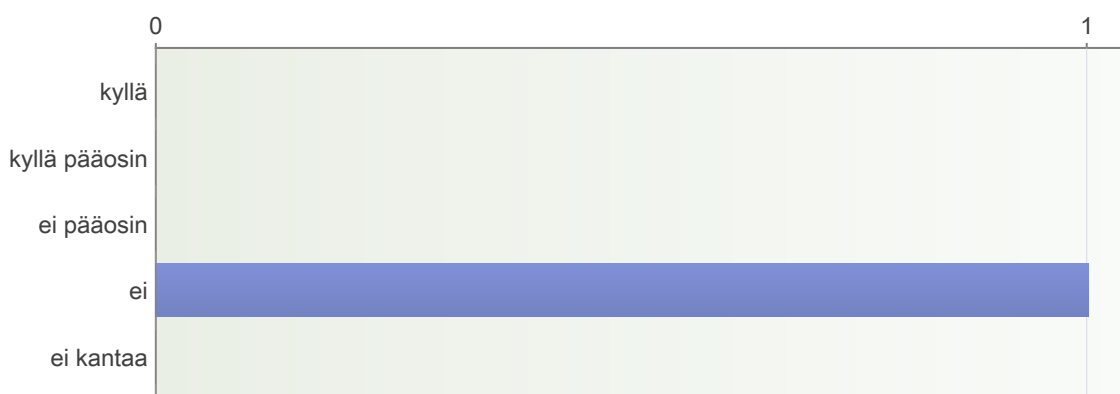 0 1
kyllä
kyllä pääosin
ei pääosin
ei
ei kantaa